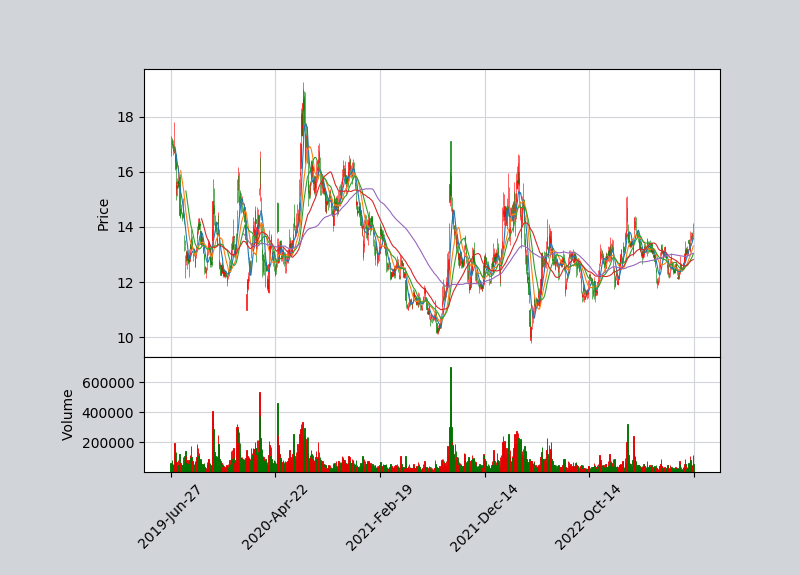 Price
18
16
14
12
10
Volume
600000
400000
200000
2019-Jun-27
2020-Apr-22
2021-Feb-19
2021-Dec-14
2022-Oct-14